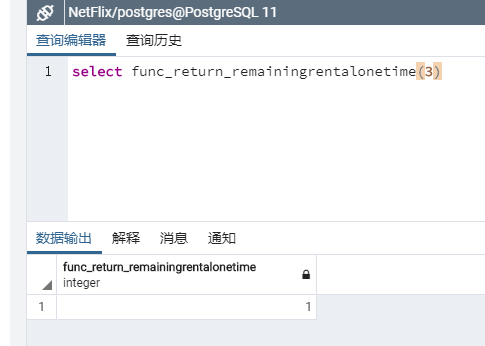 NetFlix/postgres@PostgreSQL 11
查询编辑器 查询历史
1 select func_return_remainingrentalonetime(3)
数据输出 解释 消息 通知
func_return_remainingrentalonetime
integer
1 1